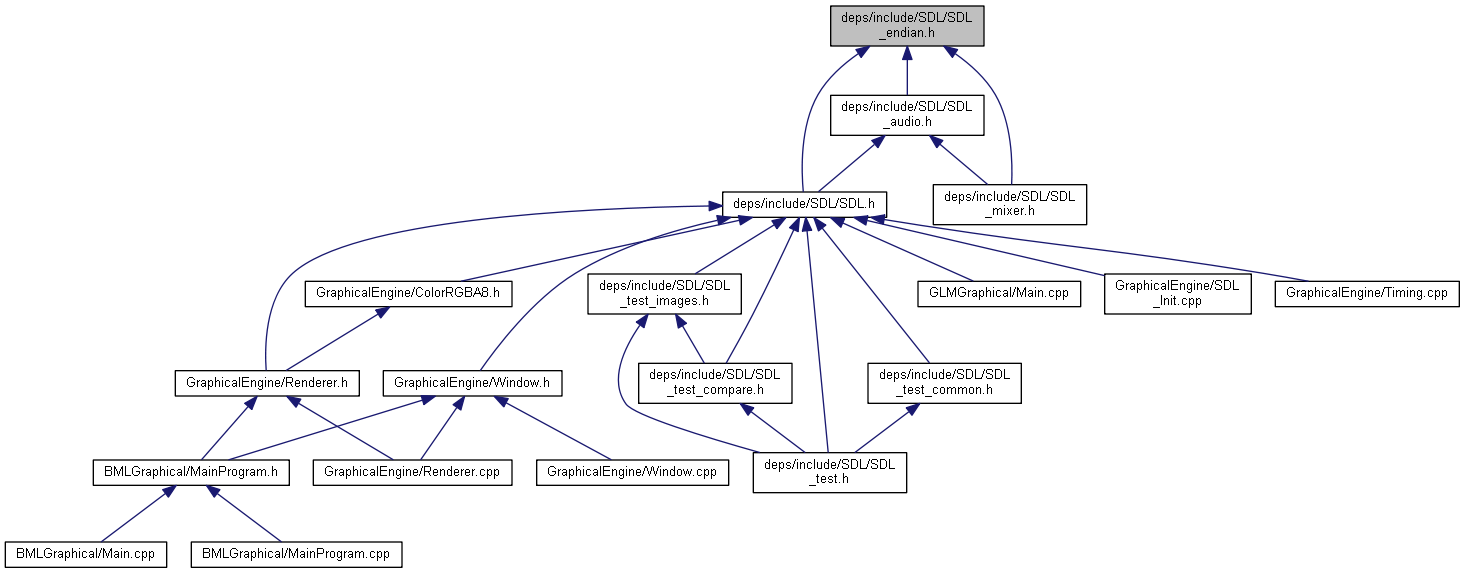 deps/include/SDL/SDL
_endian.h
deps/include/SDL/SDL
_audio.h
deps/include/SDL/SDL.h
deps/include/SDL/SDL
_mixer.h
GraphicalEngine/ColorRGBA8.h
deps/include/SDL/SDL
_test_images.h
GLMGraphical/Main.cpp
GraphicalEngine/SDL
_Init.cpp
GraphicalEngine/Timing.cpp
GraphicalEngine/Renderer.h
GraphicalEngine/Window.h
deps/include/SDL/SDL
_test_compare.h
deps/include/SDL/SDL
_test_common.h
BMLGraphical/MainProgram.h
GraphicalEngine/Renderer.cpp
GraphicalEngine/Window.cpp
deps/include/SDL/SDL
_test.h
BMLGraphical/Main.cpp
BMLGraphical/MainProgram.cpp